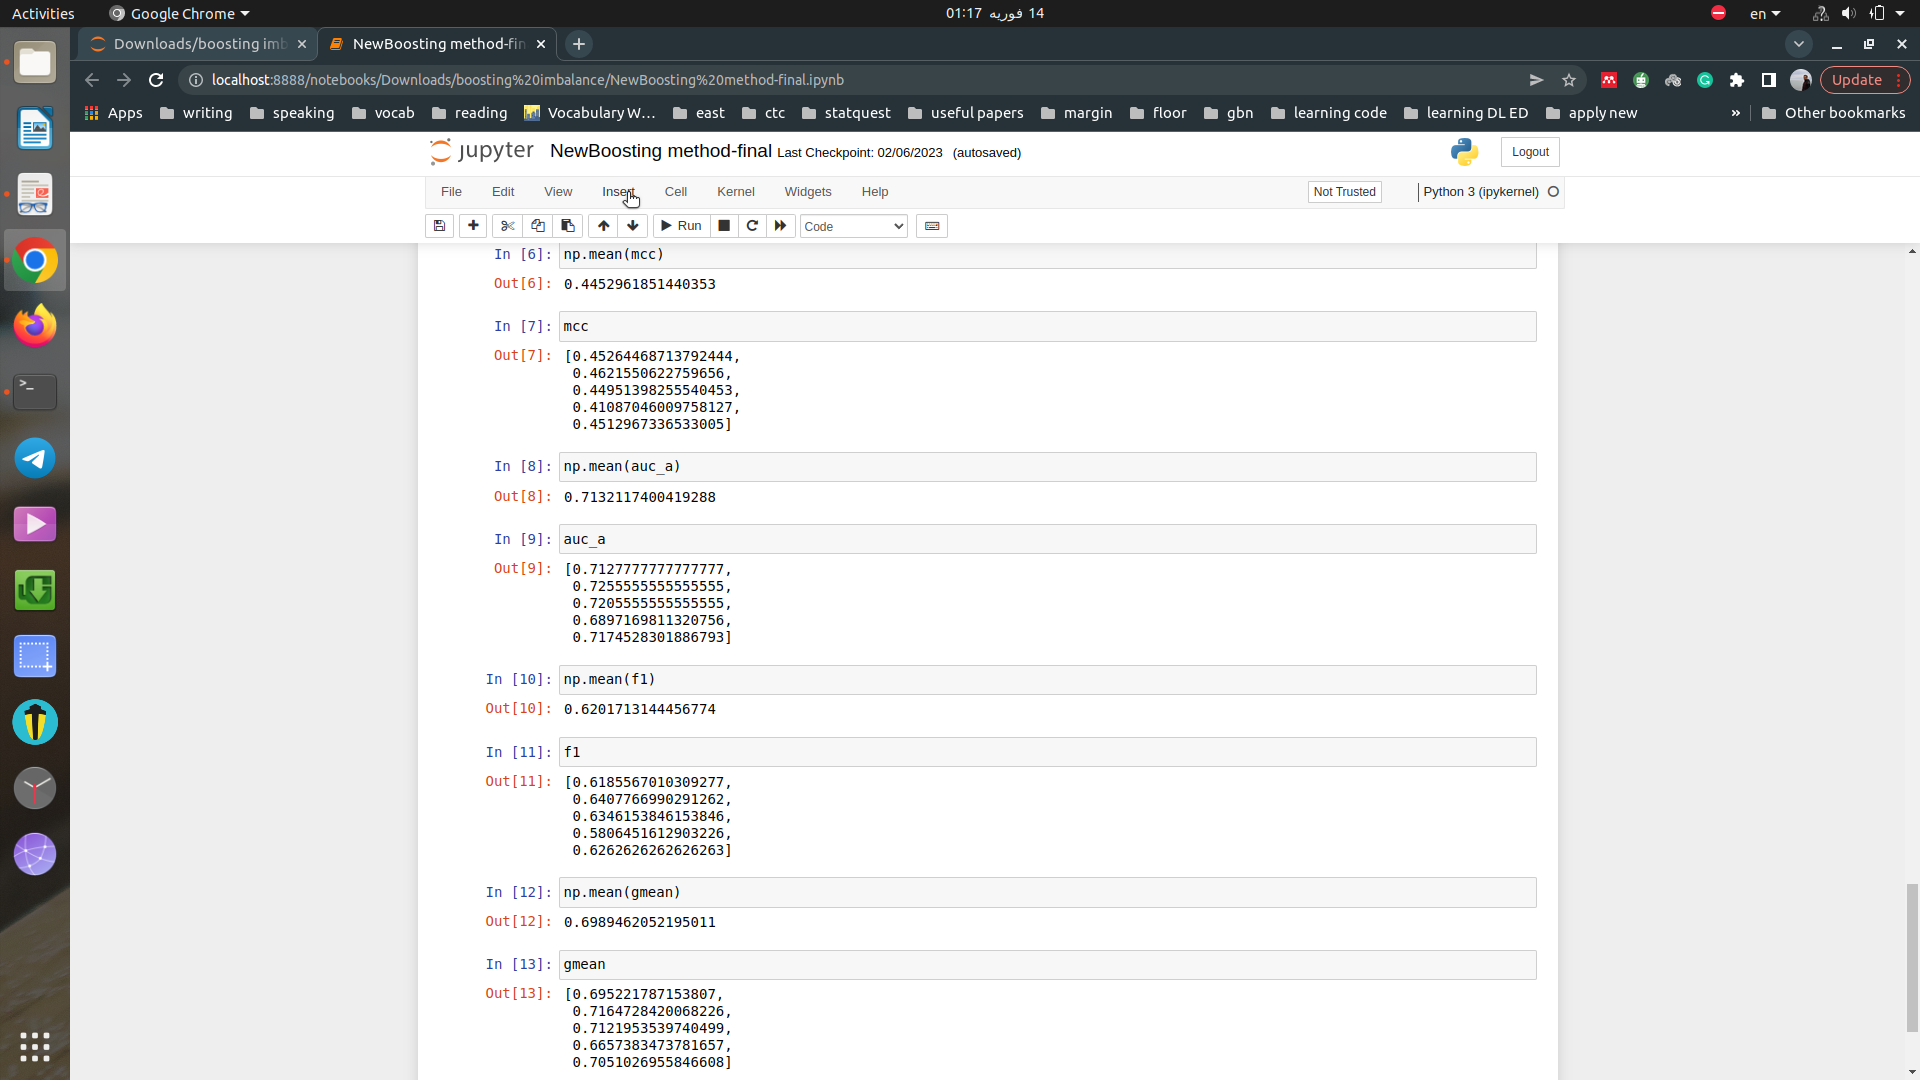 Activities
Google Chrome
01:17 14 فوریه
en
Downloads/boosting imb
NewBoosting method-fin
localhost:8888/notebooks/Downloads/boosting%20imbalance/NewBoosting%20method-final.ipynb
Update
Apps
writing
speaking
vocab
reading
Vocabulary W...
east
ctc
statquest
useful papers
margin
floor
gbn
learning code
learning DL ED
apply new
»
Other bookmarks
jupyter
NewBoosting method-final Last Checkpoint: 02/06/2023 (autosaved)
Logout
File Edit View Insert Cell Kernel Widgets Help
Not Trusted
Python 3 (ipykernel)
Run
Code
In [6]: np.mean(mcc)
Out[6]: 0.4452961851440353
In [7]: mcc
Out[7]: [0.45264468713792444,
0.4621550622759656,
0.44951398255540453,
0.41087046009758127,
0.4512967336533005]
In [8]: np.mean(auc_a)
Out[8]: 0.7132117400419288
In [9]: auc_a
Out[9]: [0.7127777777777777,
0.7255555555555555,
0.7205555555555555,
0.6897169811320756,
0.7174528301886793]
In [10]: np.mean(f1)
Out[10]: 0.6201713144456774
In [11]: f1
Out[11]: [0.6185567010309277,
0.6407766990291262,
0.6346153846153846,
0.5806451612903226,
0.6262626262626263]
In [12]: np.mean(gmean)
Out[12]: 0.6989462052195011
In [13]: gmean
Out[13]: [0.695221787153807,
0.7164728420068226,
0.7121953539740499,
0.6657383473781657,
0.7051026955846608]